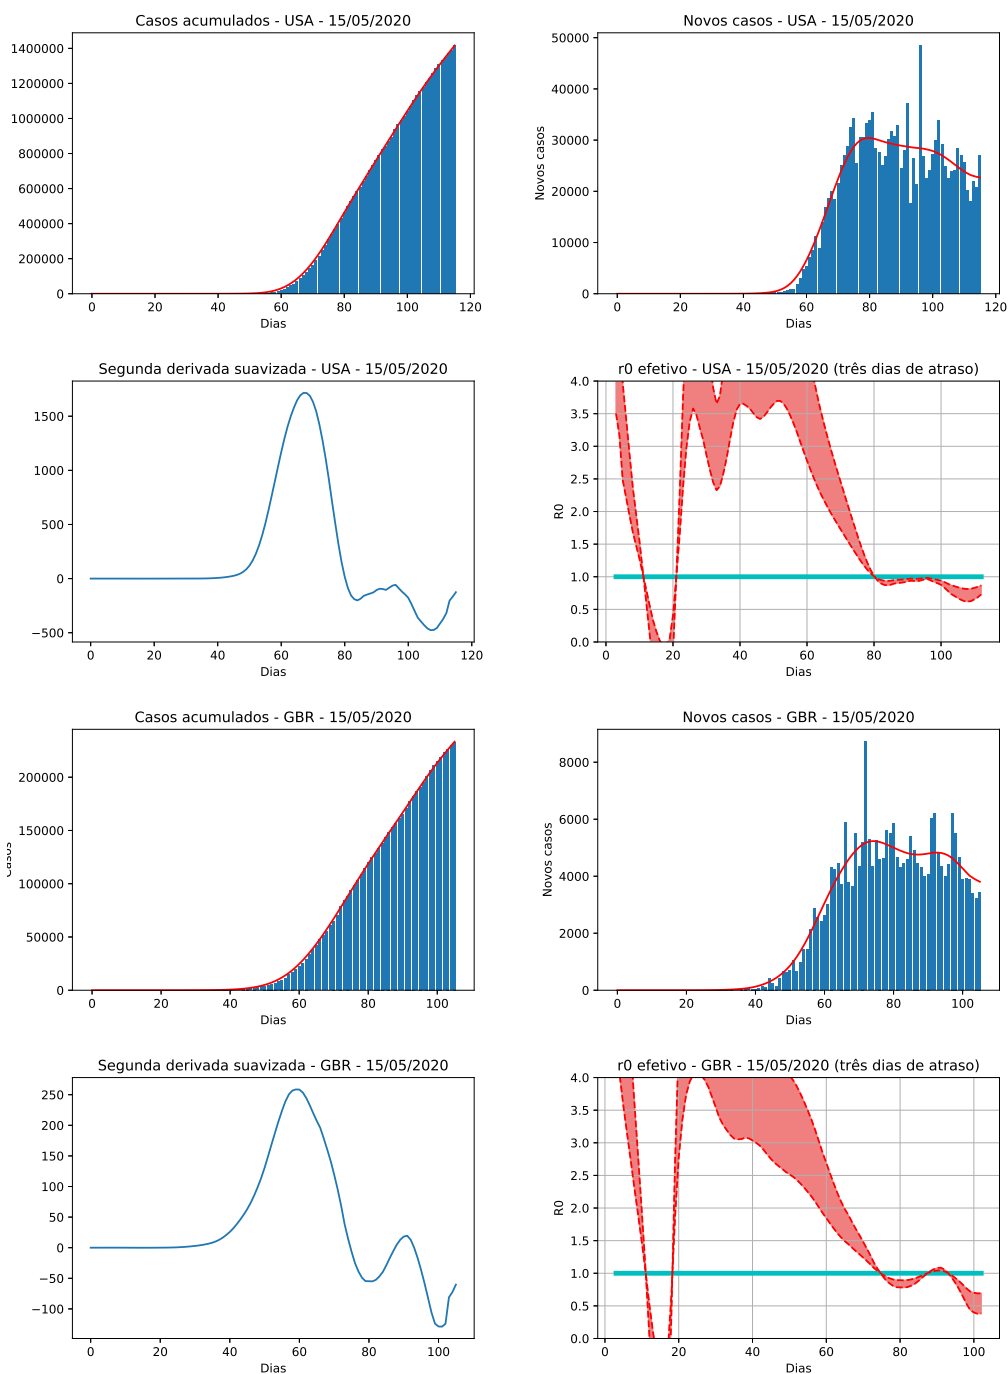 Casos acumulados - USA - 15/05/2020
1400000
1200000
1000000
800000
600000
400000
200000
0
0 20 40 60 80 100 120
Dias
Novos casos - USA - 15/05/2020
50000
40000
30000
20000
10000
0
Novos casos
0 20 40 60 80 100 120
Dias
Segunda derivada suavizada - USA - 15/05/2020
1500
1000
500
0
−500
0 20 40 60 80 100
Dias
r0 efetivo - USA - 15/05/2020 (três dias de atraso)
4.0
3.5
3.0
2.5
2.0
1.5
1.0
0.5
0.0
R0
0 20 40 60 80 100
Dias
Casos acumulados - GBR - 15/05/2020
200000
150000
100000
50000
0
Casos
0 20 40 60 80 100
Dias
Novos casos - GBR - 15/05/2020
8000
6000
4000
2000
0
Novos casos
0 20 40 60 80 100
Dias
Segunda derivada suavizada - GBR - 15/05/2020
250
200
150
100
50
0
−50
−100
0 20 40 60 80 100
Dias
r0 efetivo - GBR - 15/05/2020 (três dias de atraso)
4.0
3.5
3.0
2.5
2.0
1.5
1.0
0.5
0.0
R0
0 20 40 60 80 100
Dias